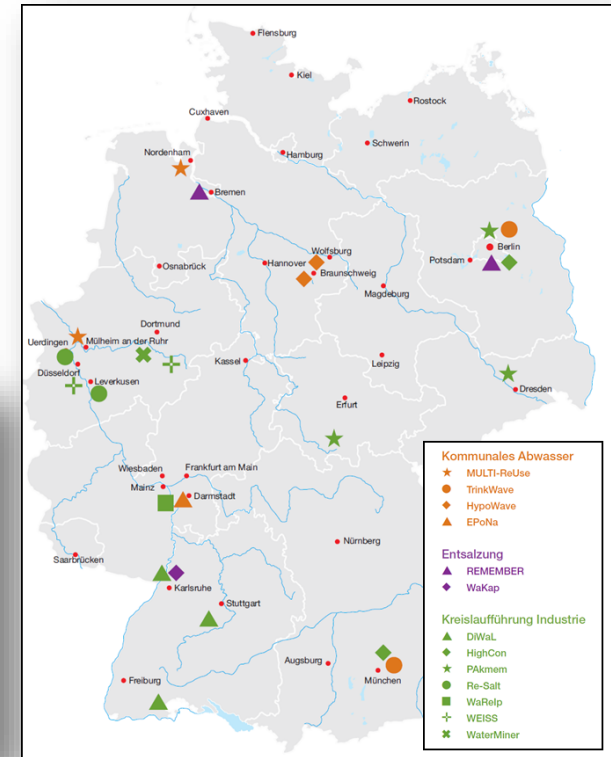 Flensburg
Kiel
Rostock
Cuxhaven
Schwerin
Hamburg
Nordenham
Bremen
Wolfsburg
Berlin
Osnabrück
Hannover
Potsdam
Braunschweig
Magdeburg
Dortmund
Uerdingen
Mülheim an der Ruhr
Kassel
Leipzig
Düsseldorf
Leverkusen
Dresden
Erfurt
Wiesbaden
Frankfurt am Main
Mainz
Darmstadt
Nürnberg
Saarbrücken
Karlsruhe
Stuttgart
Augsburg
München
Freiburg
Kommunales Abwasser
MULTI-ReUse
TrinkWave
HypoWave
EPoNa
Entsalzung
REMEMBER
WaKap
Kreislaufführung Industrie
DiWaL
HighCon
PAkmem
Re-Salt
WaReIp
WEISS
WaterMiner